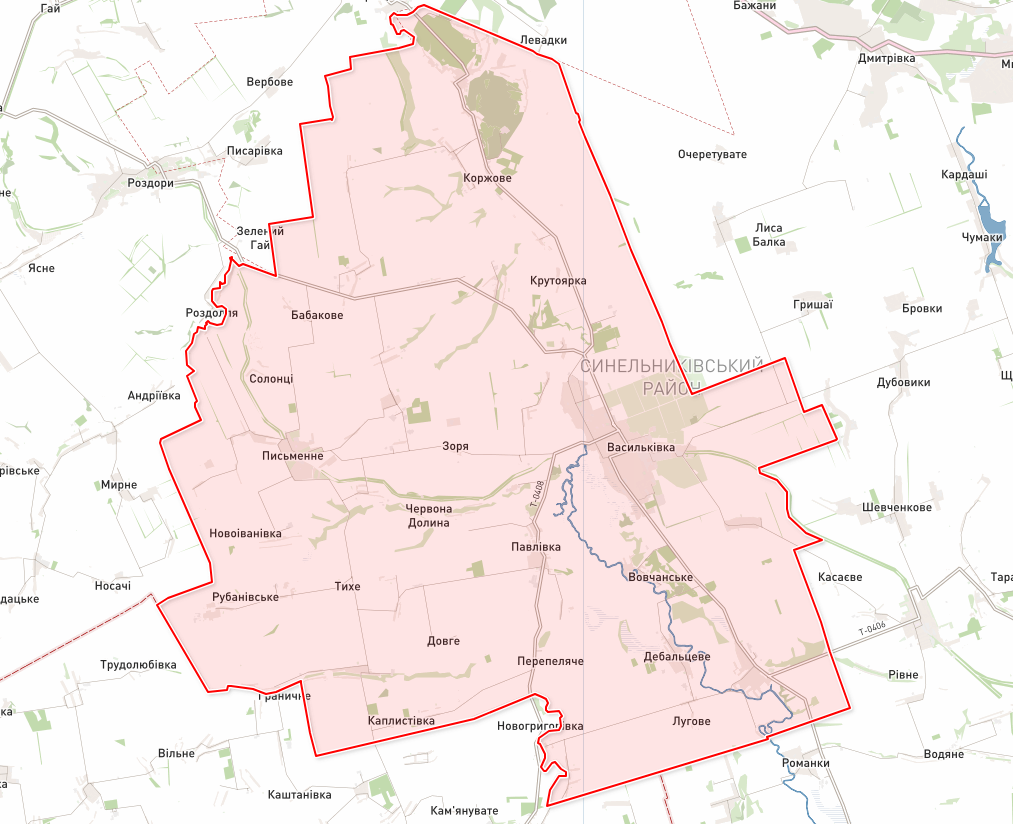 Гай
Бажани
Левадки
Дмитрівка
Вербове
Писарівка
Очеретувате
Роздори
Коржове
Кардаші
Зелений
Гай
Лиса
Балка
Чумаки
Ясне
Крутоярка
Роздолля
Бабакове
Гришаї
Бровки
СИНЕЛЬНИКІВСЬКИЙ
РАЙОН
Солонці
Дубовики
Андріївка
Зоря
Васильківка
Письменне
Мирне
Т-0408
Червона
Долина
Шевченкове
Новоіванівка
Павлівка
Носачі
Тихе
Вовчанське
Касаєве
Рубанівське
Т-0406
Довге
Дебальцеве
Трудолюбівка
Перепеляче
Рівне
Граничне
Каплистівка
Новогригорівка
Лугове
Вільне
Водяне
Романки
Каштанівка
Кам'янувате